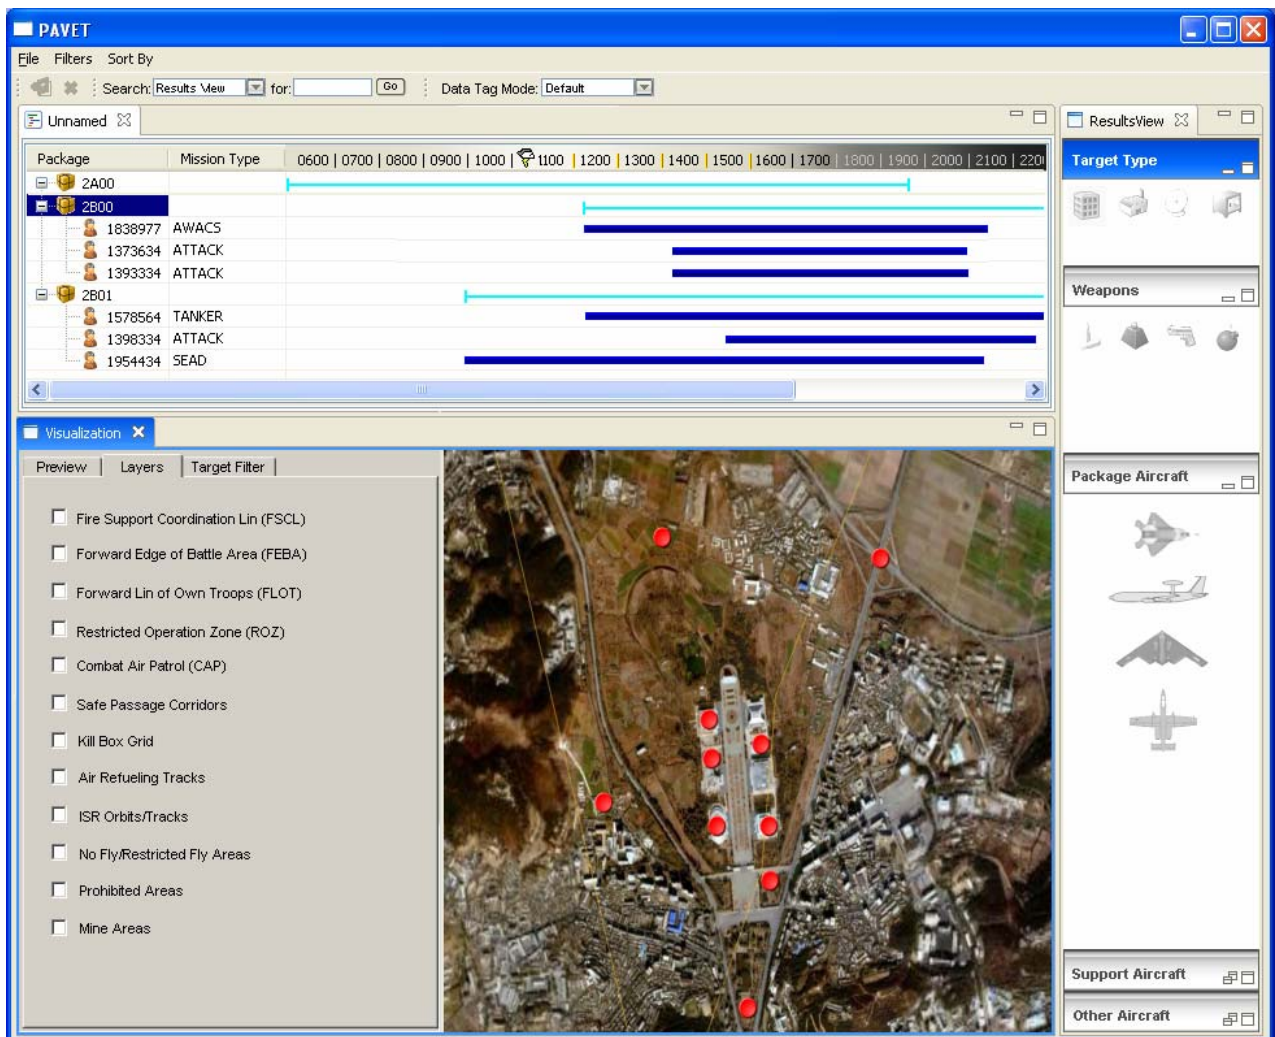 PAVET
File Filters Sort By
Search: Results View for: Go Data Tag Mode: Default
Unnamed
Package Mission Type 0600 | 0700 | 0800 | 0900 | 1000 | 1100 | 1200 | 1300 | 1400 | 1500 | 1600 | 1700 | 1800 | 1900 | 2000 | 2100 | 220
2A00
2B00
1838977 AWACS
1373634 ATTACK
1393334 ATTACK
2B01
1578564 TANKER
1398334 ATTACK
1954434 SEAD
Visualization
Preview Layers Target Filter
Fire Support Coordination Lin (FSCL)
Forward Edge of Battle Area (FEBA)
Forward Lin of Own Troops (FLOT)
Restricted Operation Zone (ROZ)
Combat Air Patrol (CAP)
Safe Passage Corridors
Kill Box Grid
Air Refueling Tracks
ISR Orbits/Tracks
No Fly/Restricted Fly Areas
Prohibited Areas
Mine Areas
ResultsView
Target Type
Weapons
Package Aircraft
Support Aircraft
Other Aircraft